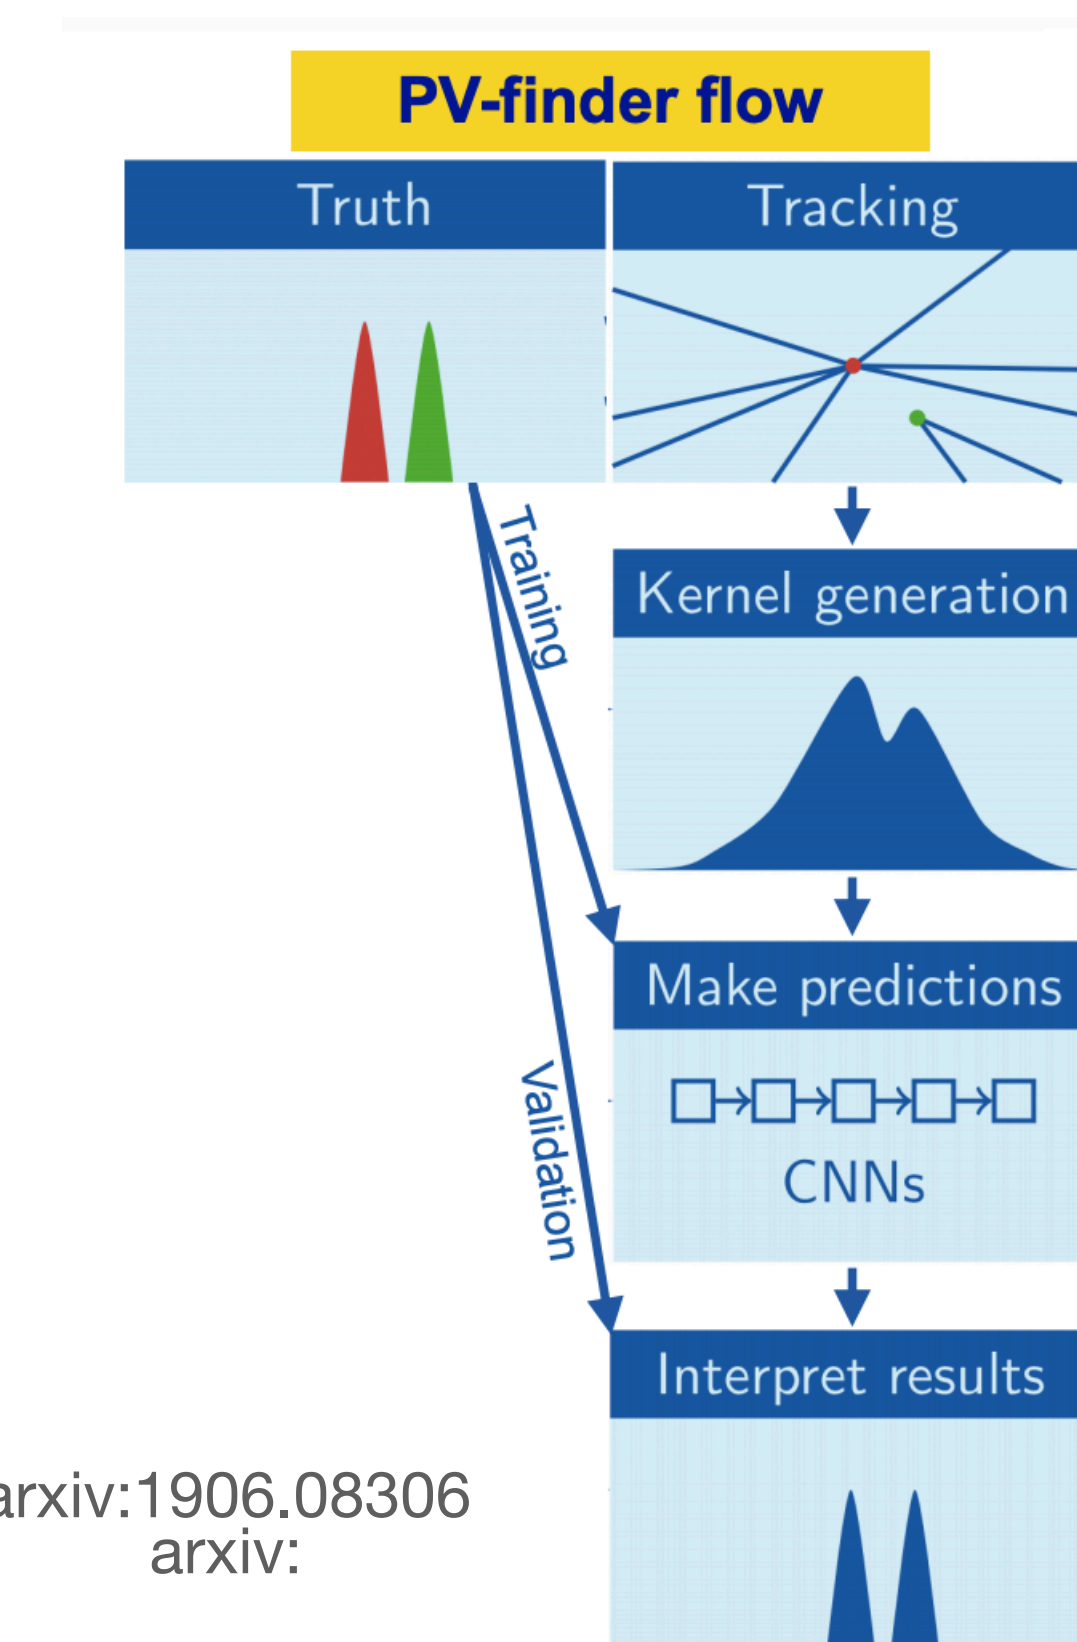 PV-finder flow
Truth
Tracking
Training
Kernel generation
Make predictions
CNNs
Validation
Interpret results
arxiv:1906.08306
arxiv: